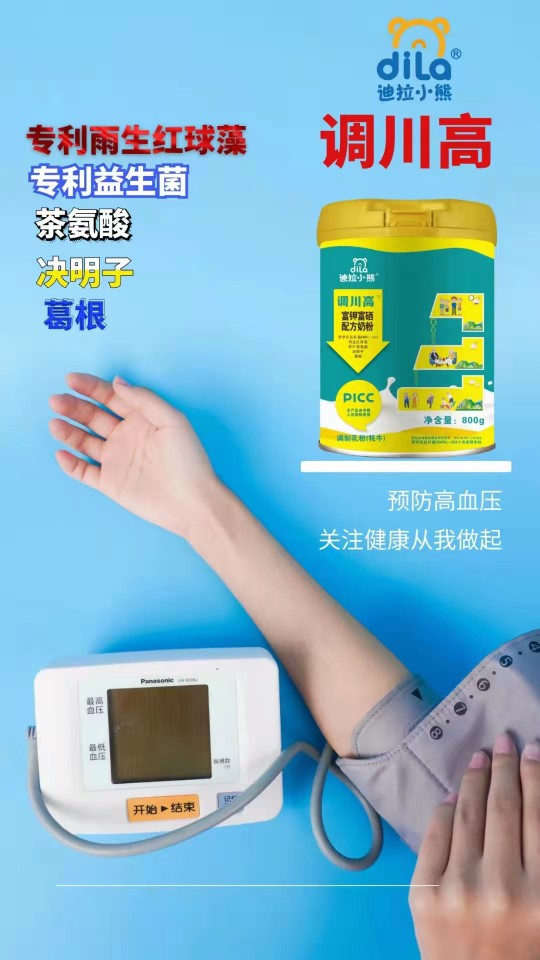 dila®
迪拉小熊
调川高
专利雨生红球藻
专利益生菌
茶氨酸
决明子
葛根
dila
迪拉小熊
调川高
富钾富硒
配方奶粉
PICC
净含量：800g
调制乳粉(牦牛)
预防高血压
关注健康从我做起
Panasonic
最高
血压
最低
血压
开始▶结束
8